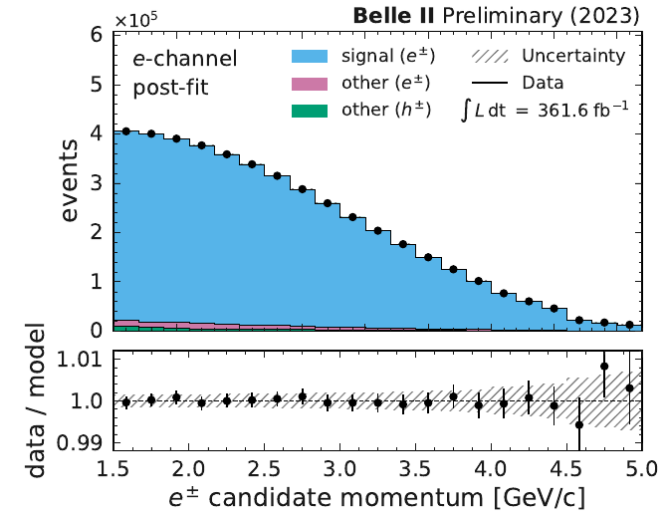 Belle II Preliminary (2023)
×10⁵
6
5
4
3
2
1
0
events
e-channel
post-fit
signal (e±)
other (e±)
other (h±)
Uncertainty
Data
∫ L dt = 361.6 fb⁻¹
1.01
1.0
0.99
data / model
1.5 2.0 2.5 3.0 3.5 4.0 4.5 5.0
e± candidate momentum [GeV/c]